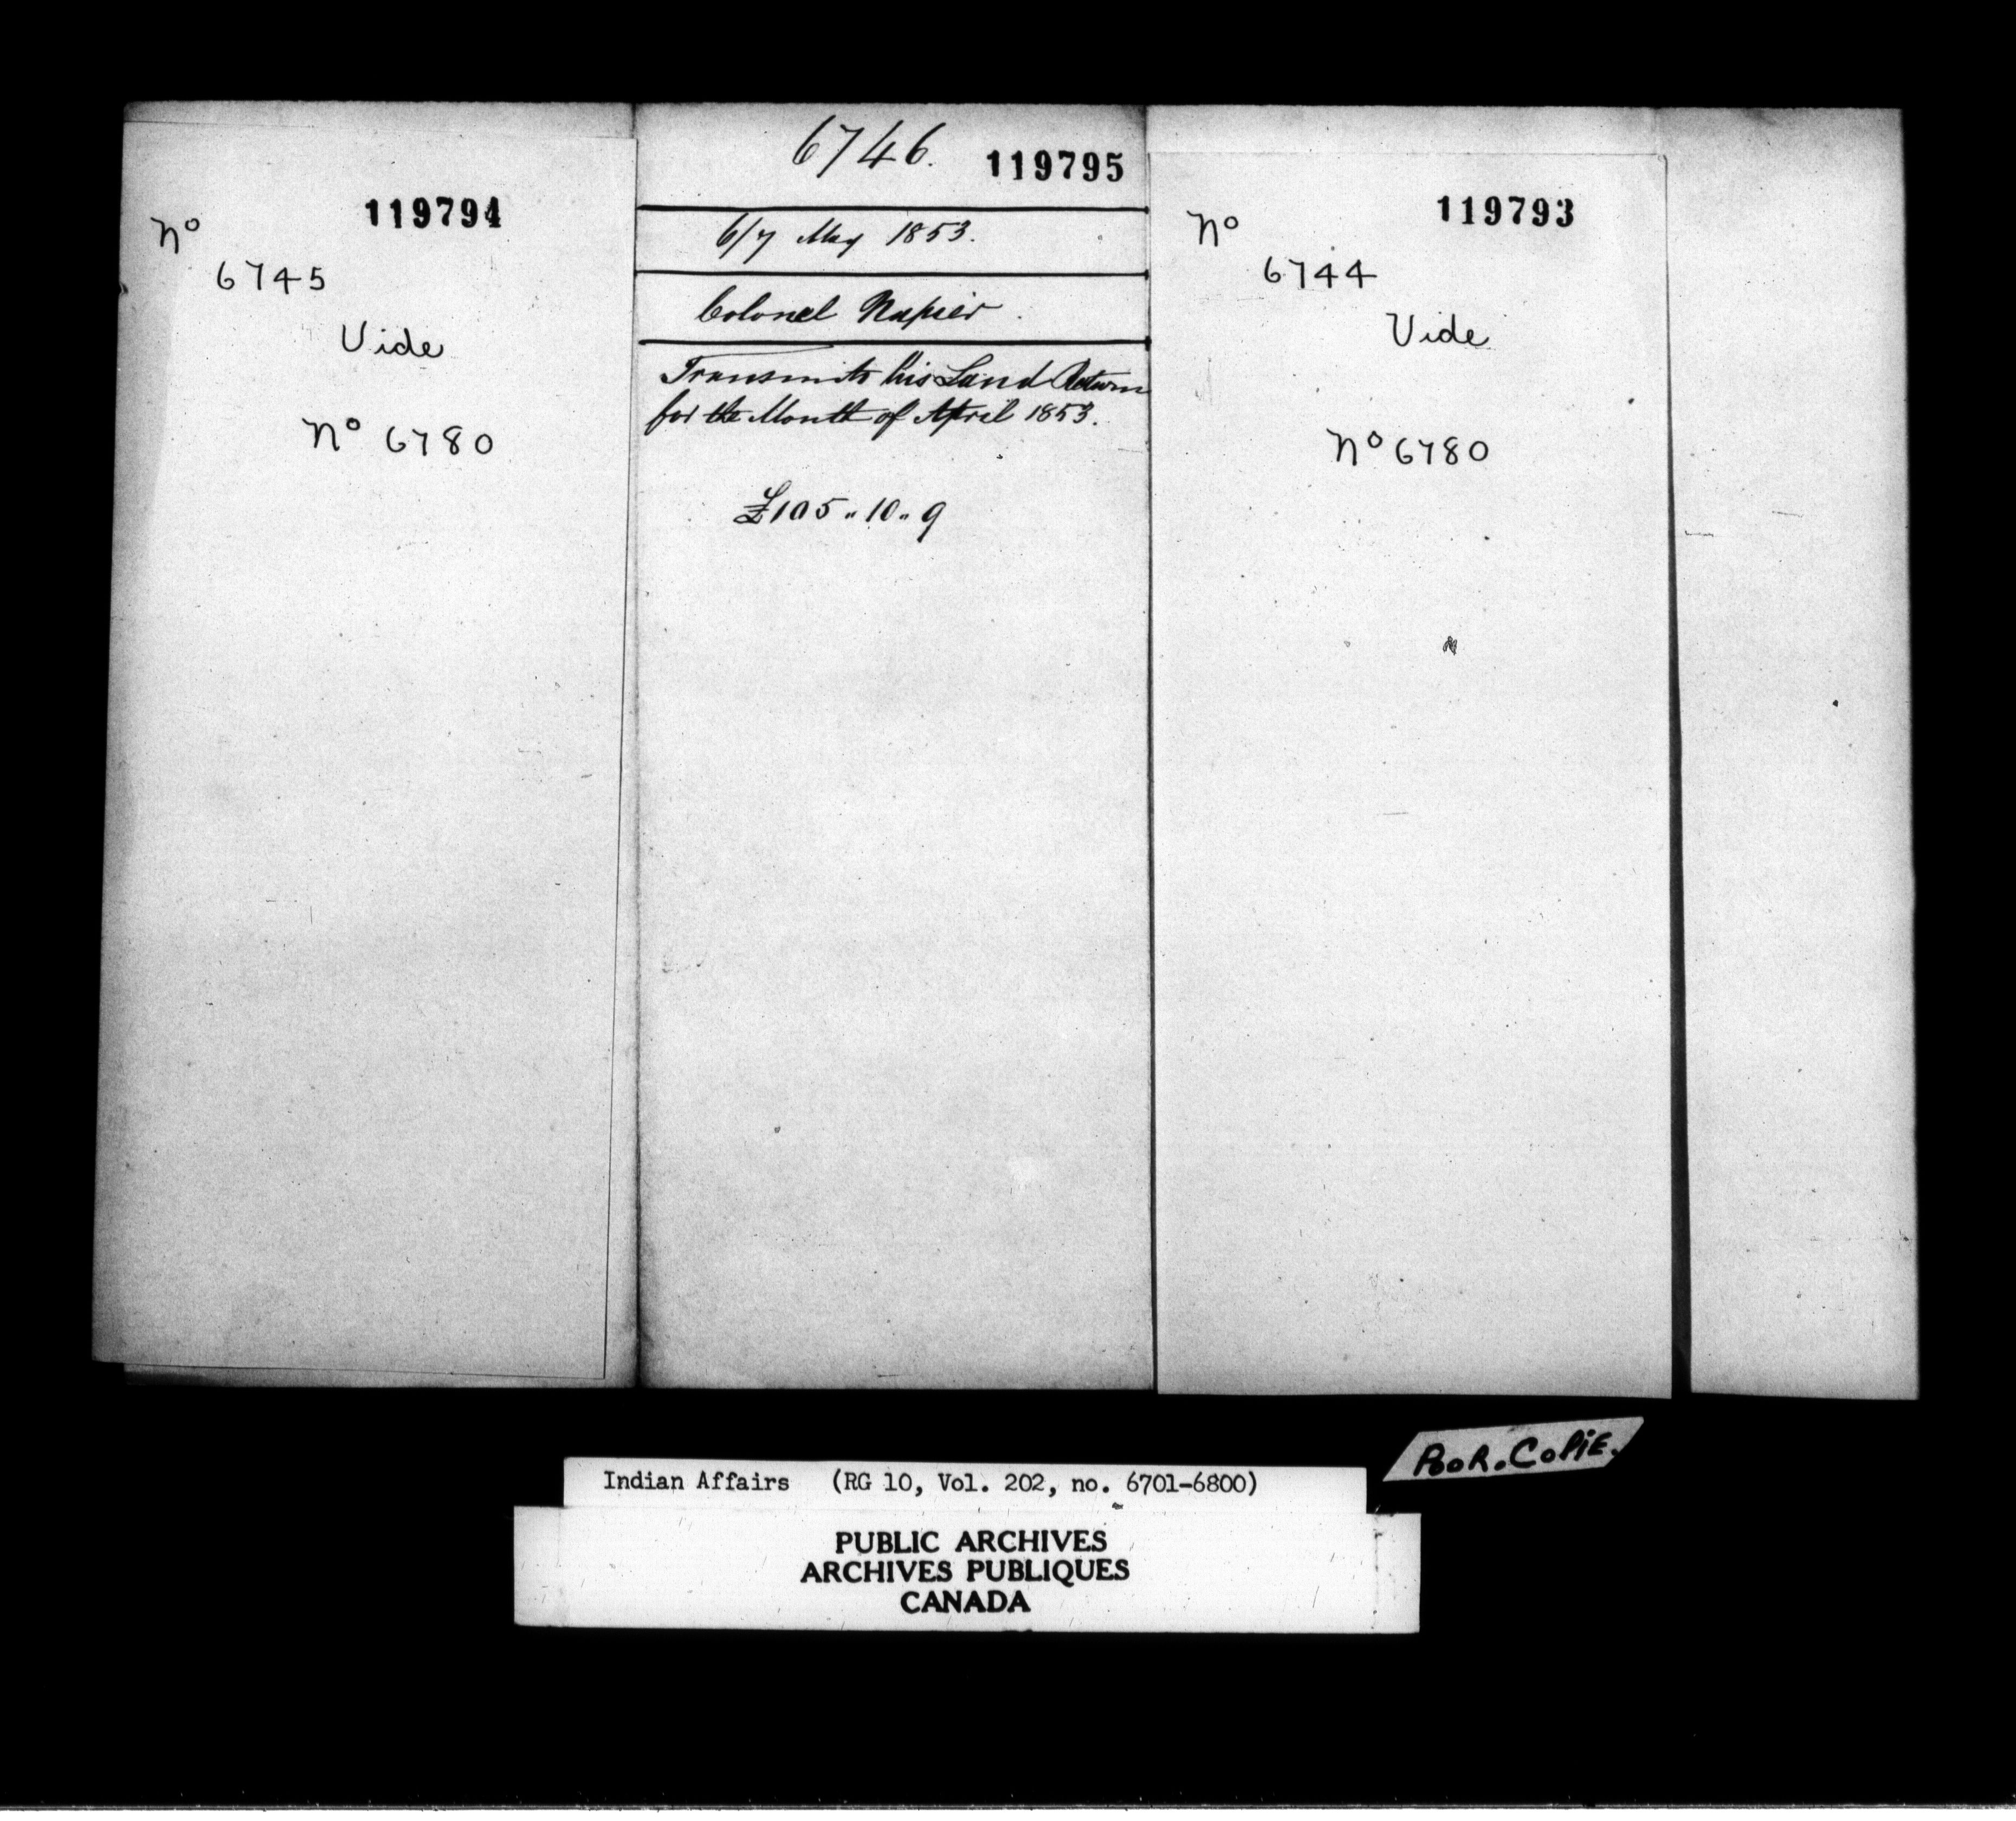 119794
Nº
6745
Vide
Nº 6780
6746. 119795
6/7 May 1853.
Colonel Napier.
Transmits his Land Return
for the Month of April 1853.
£105 " 10 " 9
119793
Nº
6744
Vide
Nº 6780
PooR. CoPiE.
Indian Affairs (RG 10, Vol. 202, no. 6701-6800)
PUBLIC ARCHIVES
ARCHIVES PUBLIQUES
CANADA